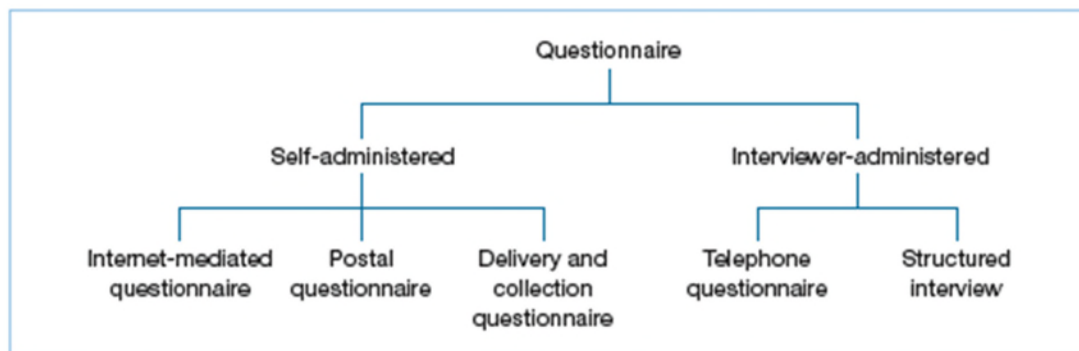 Questionnaire
Self-administered
Interviewer-administered
Internet-mediated
questionnaire
Postal
questionnaire
Delivery and
collection
questionnaire
Telephone
questionnaire
Structured
interview